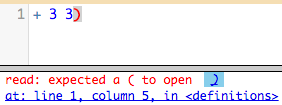 1 + 3 3)
read: expected a ( to open )
at: line 1, column 5, in <definitions>